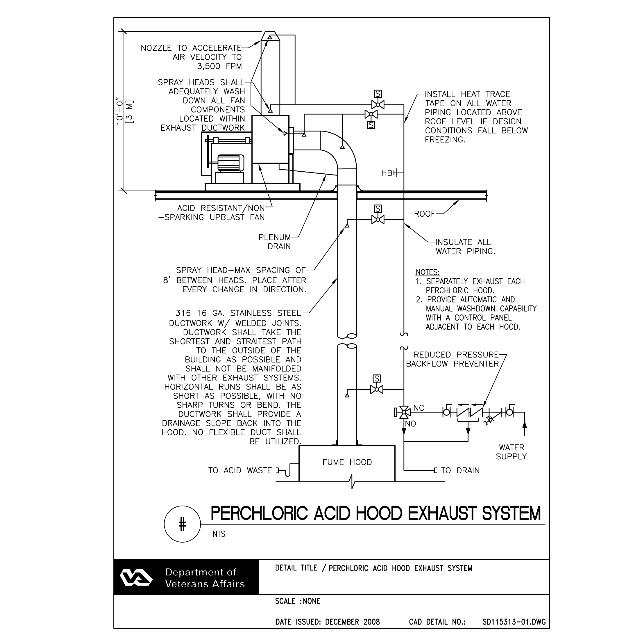 NOZZLE TO ACCELERATE
AIR VELOCITY TO
3,500 FPM
SPRAY HEADS SHALL
ADEQUATELY WASH
DOWN ALL FAN
COMPONENTS
LOCATED WITHIN
EXHAUST DUCTWORK
10'-0"
[3 M]
S
S
INSTALL HEAT TRACE
TAPE ON ALL WATER
PIPING LOCATED ABOVE
ROOF LEVEL IF DESIGN
CONDITIONS FALL BELOW
FREEZING.
HBH
ACID RESISTANT/NON
-SPARKING UPBLAST FAN
PLENUM
DRAIN
S
ROOF
INSULATE ALL
WATER PIPING.
SPRAY HEAD-MAX SPACING OF
8' BETWEEN HEADS. PLACE AFTER
EVERY CHANGE IN DIRECTION.
NOTES:
1. SEPARATELY EXHAUST EACH
PERCHLORIC HOOD.
2. PROVIDE AUTOMATIC AND
MANUAL WASHDOWN CAPABILITY
WITH A CONTROL PANEL
ADJACENT TO EACH HOOD.
316 16 GA. STAINLESS STEEL
DUCTWORK W/ WELDED JOINTS.
DUCTWORK SHALL TAKE THE
SHORTEST AND STRAITEST PATH
TO THE OUTSIDE OF THE
BUILDING AS POSSIBLE AND
SHALL NOT BE MANIFOLDED
WITH OTHER EXHAUST SYSTEMS.
HORIZONTAL RUNS SHALL BE AS
SHORT AS POSSIBLE, WITH NO
SHARP TURNS OR BEND. THE
DUCTWORK SHALL PROVIDE A
DRAINAGE SLOPE BACK INTO THE
HOOD. NO FLEXIBLE DUCT SHALL
BE UTILIZED.
REDUCED PRESSURE
BACKFLOW PREVENTER
S
NC
NO
WATER
SUPPLY
FUME HOOD
TO ACID WASTE
TO DRAIN
#
PERCHLORIC ACID HOOD EXHAUST SYSTEM
NTS
VA
Department of
Veterans Affairs
DETAIL TITLE / PERCHLORIC ACID HOOD EXHAUST SYSTEM
SCALE :NONE
DATE ISSUED: DECEMBER 2008 CAD DETAIL NO.: SD115313-01.DWG